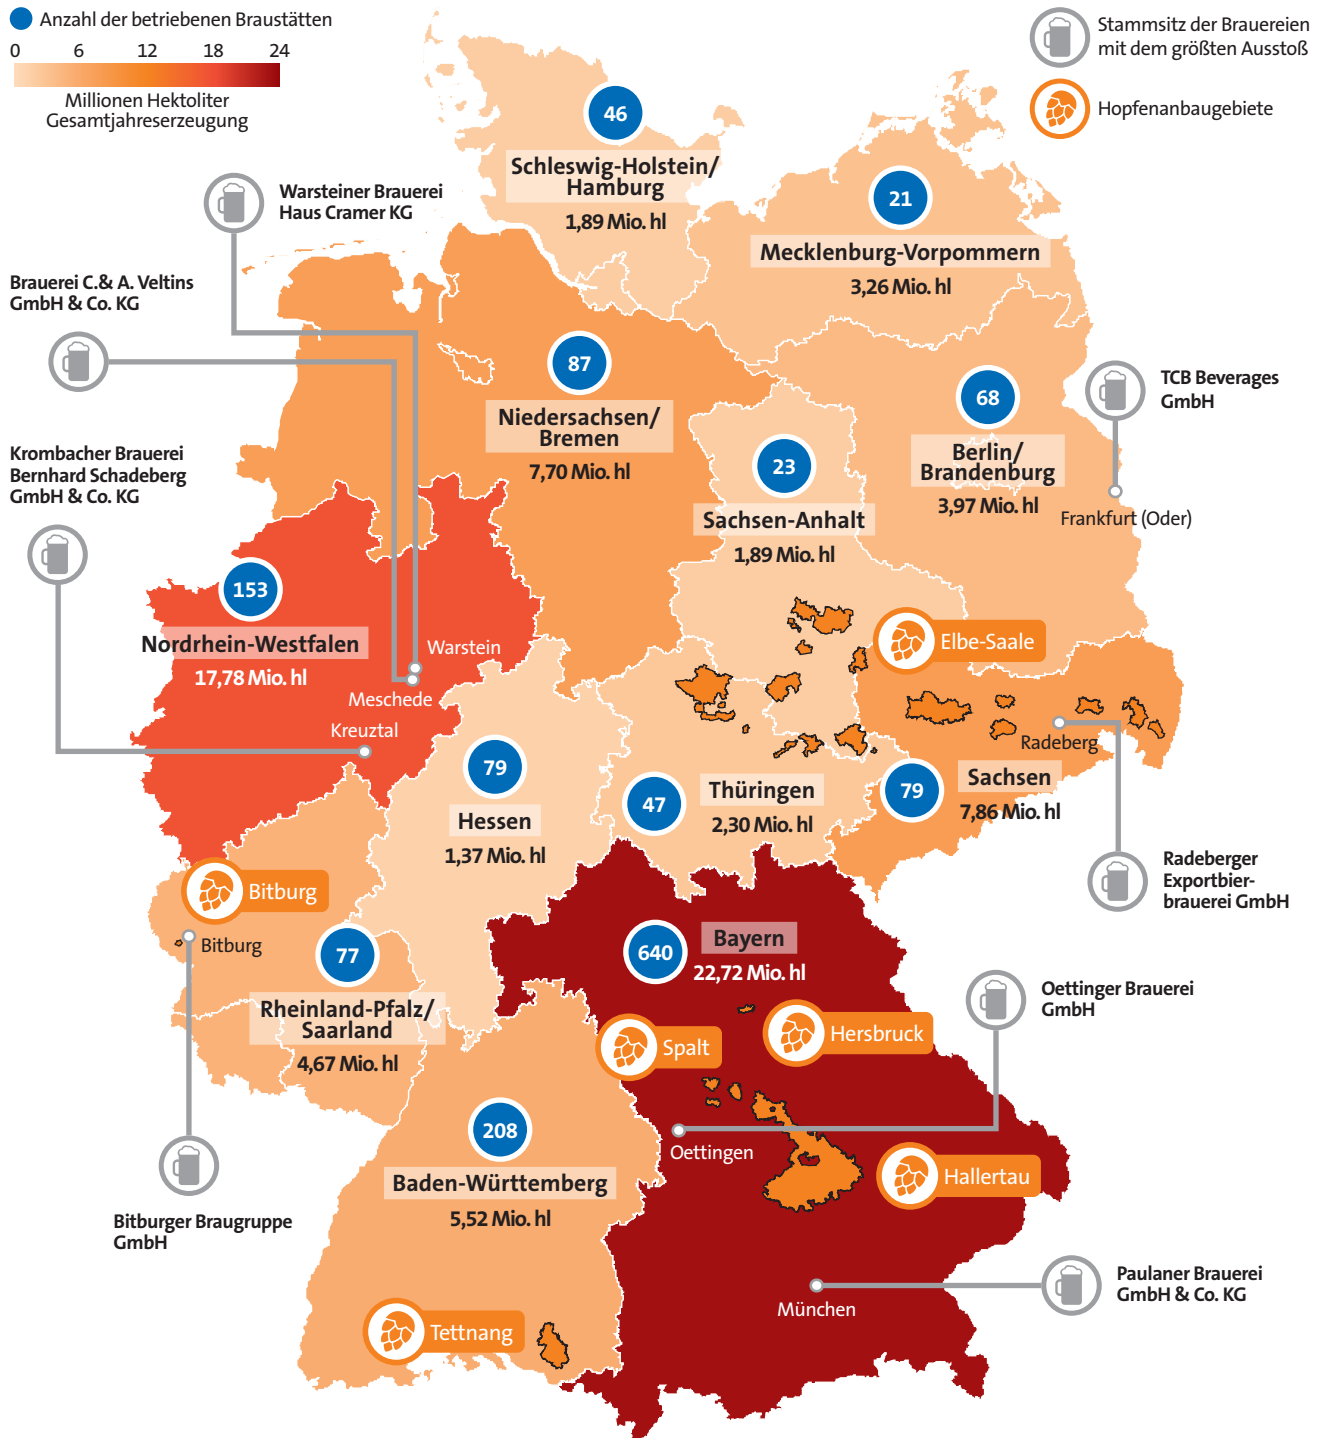 Anzahl der betriebenen Braustätten
0 6 12 18 24
Millionen Hektoliter
Gesamtjahreserzeugung
Stammsitz der Brauereien
mit dem größten Ausstoß
Hopfenanbaugebiete
46
Schleswig-Holstein/
Hamburg
1,89 Mio. hl
21
Mecklenburg-Vorpommern
3,26 Mio. hl
Warsteiner Brauerei
Haus Cramer KG
Brauerei C.& A. Veltins
GmbH & Co. KG
87
Niedersachsen/
Bremen
7,70 Mio. hl
68
Berlin/
Brandenburg
3,97 Mio. hl
TCB Beverages
GmbH
Frankfurt (Oder)
23
Sachsen-Anhalt
1,89 Mio. hl
Krombacher Brauerei
Bernhard Schadeberg
GmbH & Co. KG
153
Nordrhein-Westfalen
17,78 Mio. hl
Warstein
Meschede
Kreuztal
Elbe-Saale
Radeberg
79
Sachsen
7,86 Mio. hl
79
Hessen
1,37 Mio. hl
47
Thüringen
2,30 Mio. hl
Radeberger
Exportbier-
brauerei GmbH
Bitburg
Bitburg
77
Rheinland-Pfalz/
Saarland
4,67 Mio. hl
640
Bayern
22,72 Mio. hl
Oettinger Brauerei
GmbH
Spalt
Hersbruck
208
Baden-Württemberg
5,52 Mio. hl
Oettingen
Hallertau
Bitburger Braugruppe
GmbH
Paulaner Brauerei
GmbH & Co. KG
München
Tettnang